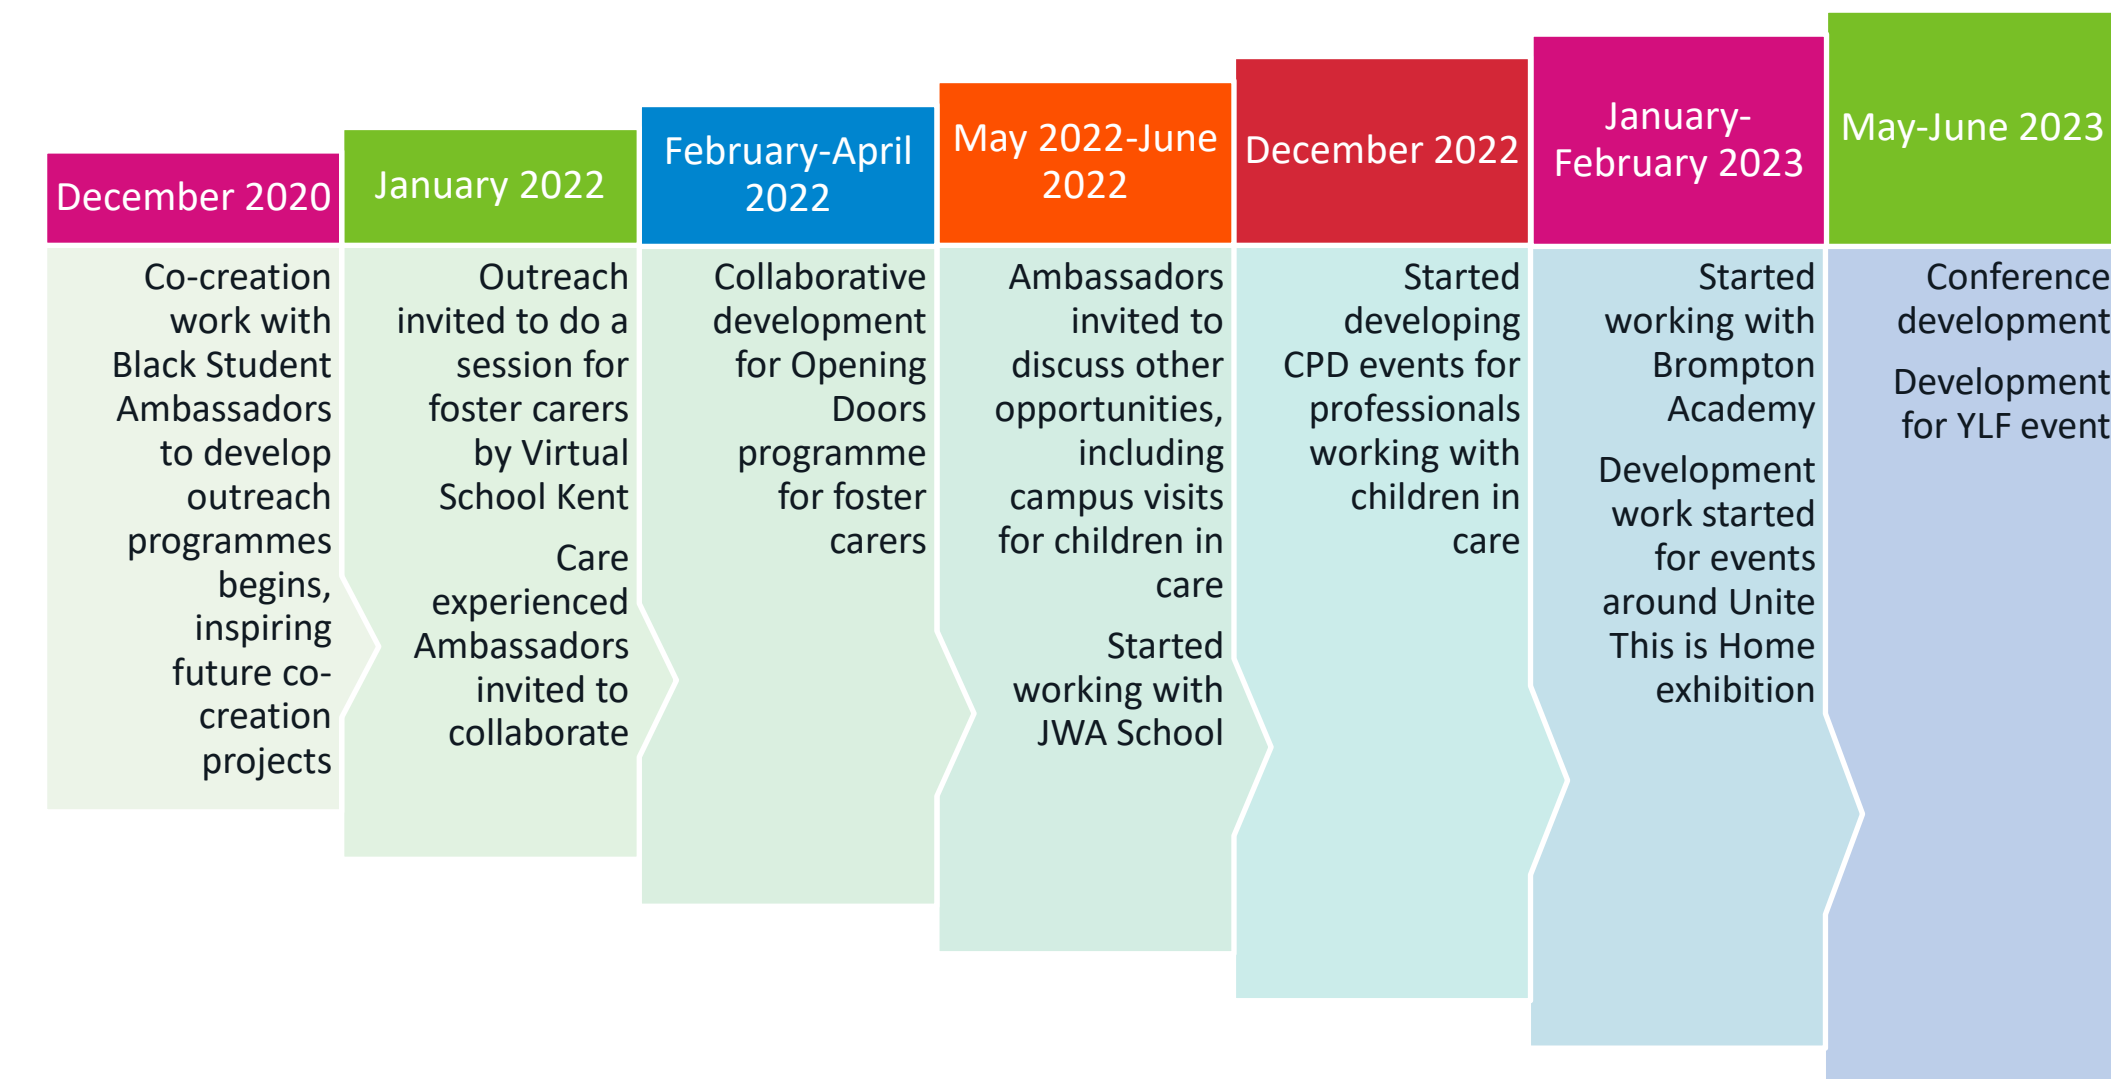 December 2020
Co-creation
work with
Black Student
Ambassadors
to develop
outreach
programmes
begins,
inspiring
future co-
creation
projects
January 2022
Outreach
invited to do a
session for
foster carers
by Virtual
School Kent
Care
experienced
Ambassadors
invited to
collaborate
February-April
2022
Collaborative
development
for Opening
Doors
programme
for foster
carers
May 2022-June
2022
Ambassadors
invited to
discuss other
opportunities,
including
campus visits
for children in
care
Started
working with
JWA School
December 2022
Started
developing
CPD events for
professionals
working with
children in
care
January-
February 2023
Started
working with
Brompton
Academy
Development
work started
for events
around Unite
This is Home
exhibition
May-June 2023
Conference
development
Development
for YLF event